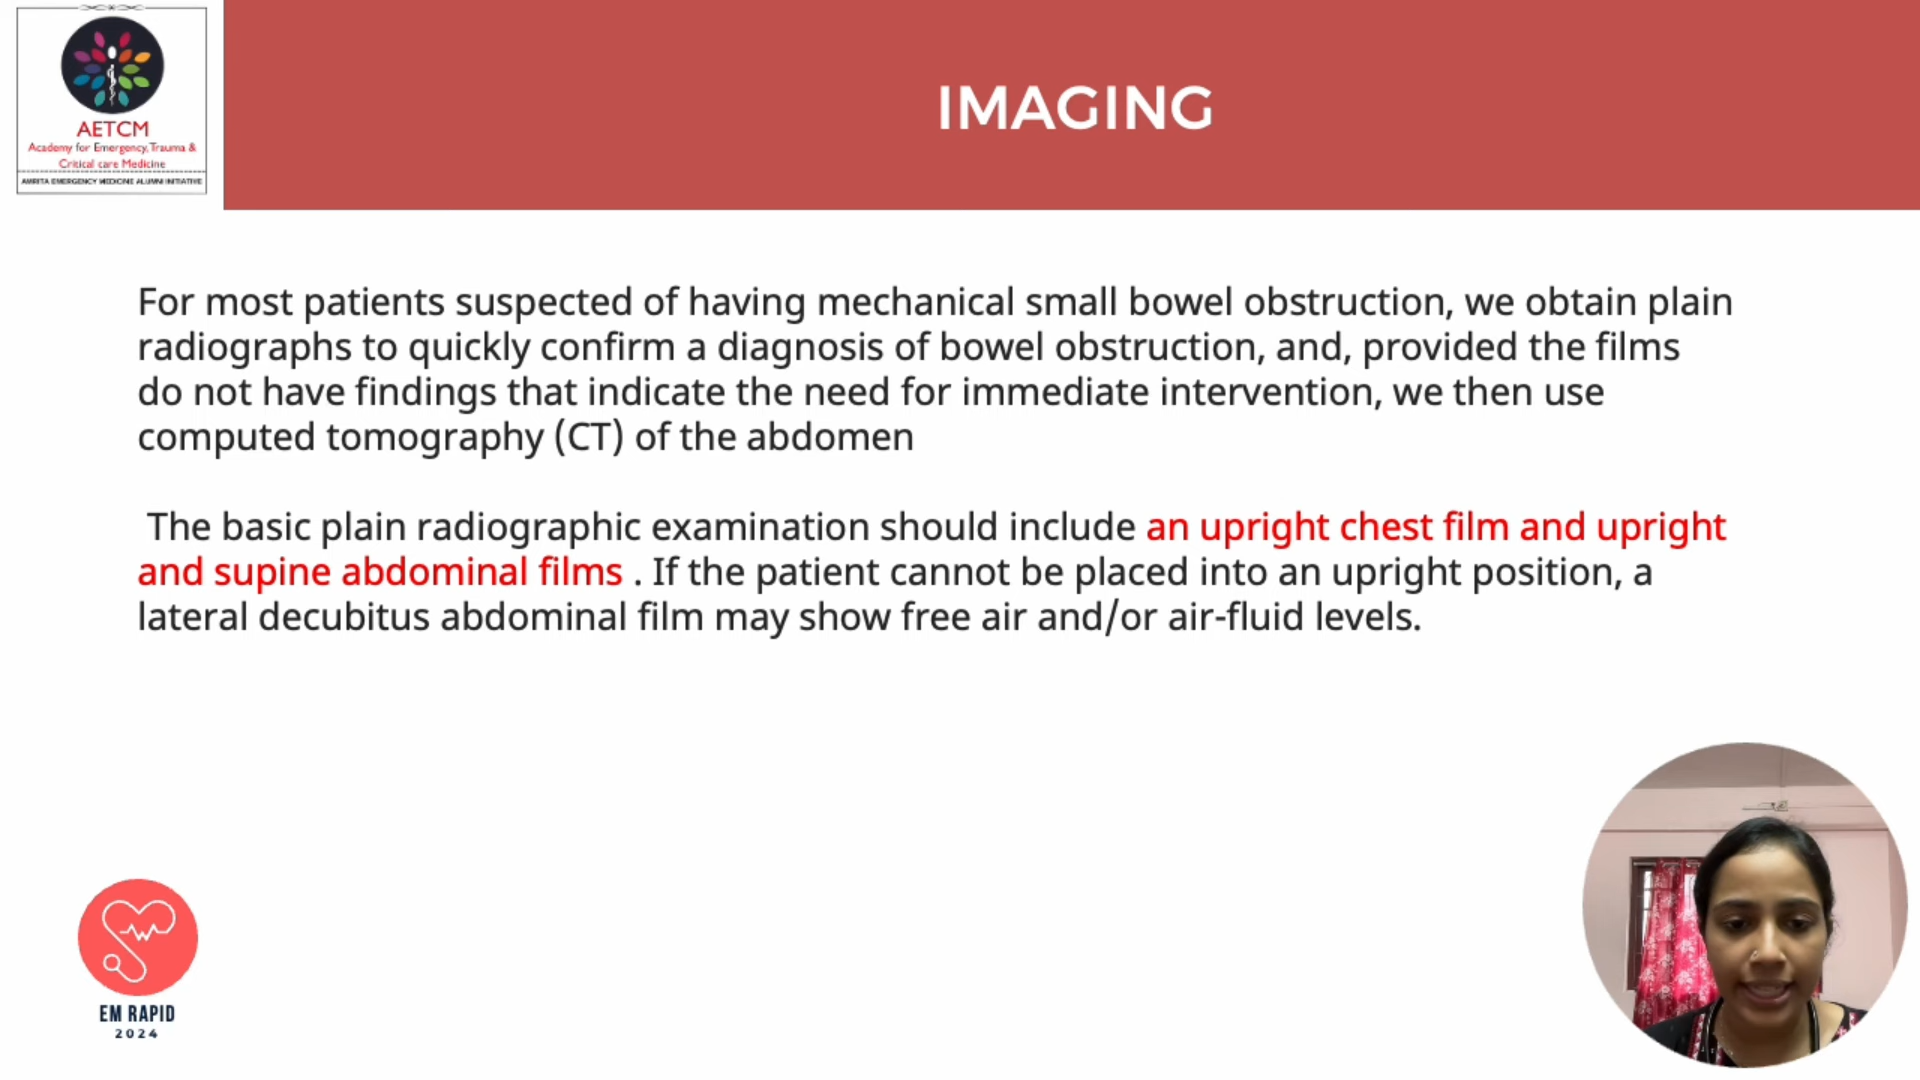 AETCM
Academy for Emergency, Trauma &
Critical care Medicine
AMRITA EMERGENCY MEDICINE ALUMNI INITIATIVE
IMAGING
For most patients suspected of having mechanical small bowel obstruction, we obtain plain
radiographs to quickly confirm a diagnosis of bowel obstruction, and, provided the films
do not have findings that indicate the need for immediate intervention, we then use
computed tomography (CT) of the abdomen
The basic plain radiographic examination should include an upright chest film and upright
and supine abdominal films . If the patient cannot be placed into an upright position, a
lateral decubitus abdominal film may show free air and/or air-fluid levels.
EM RAPID
2024